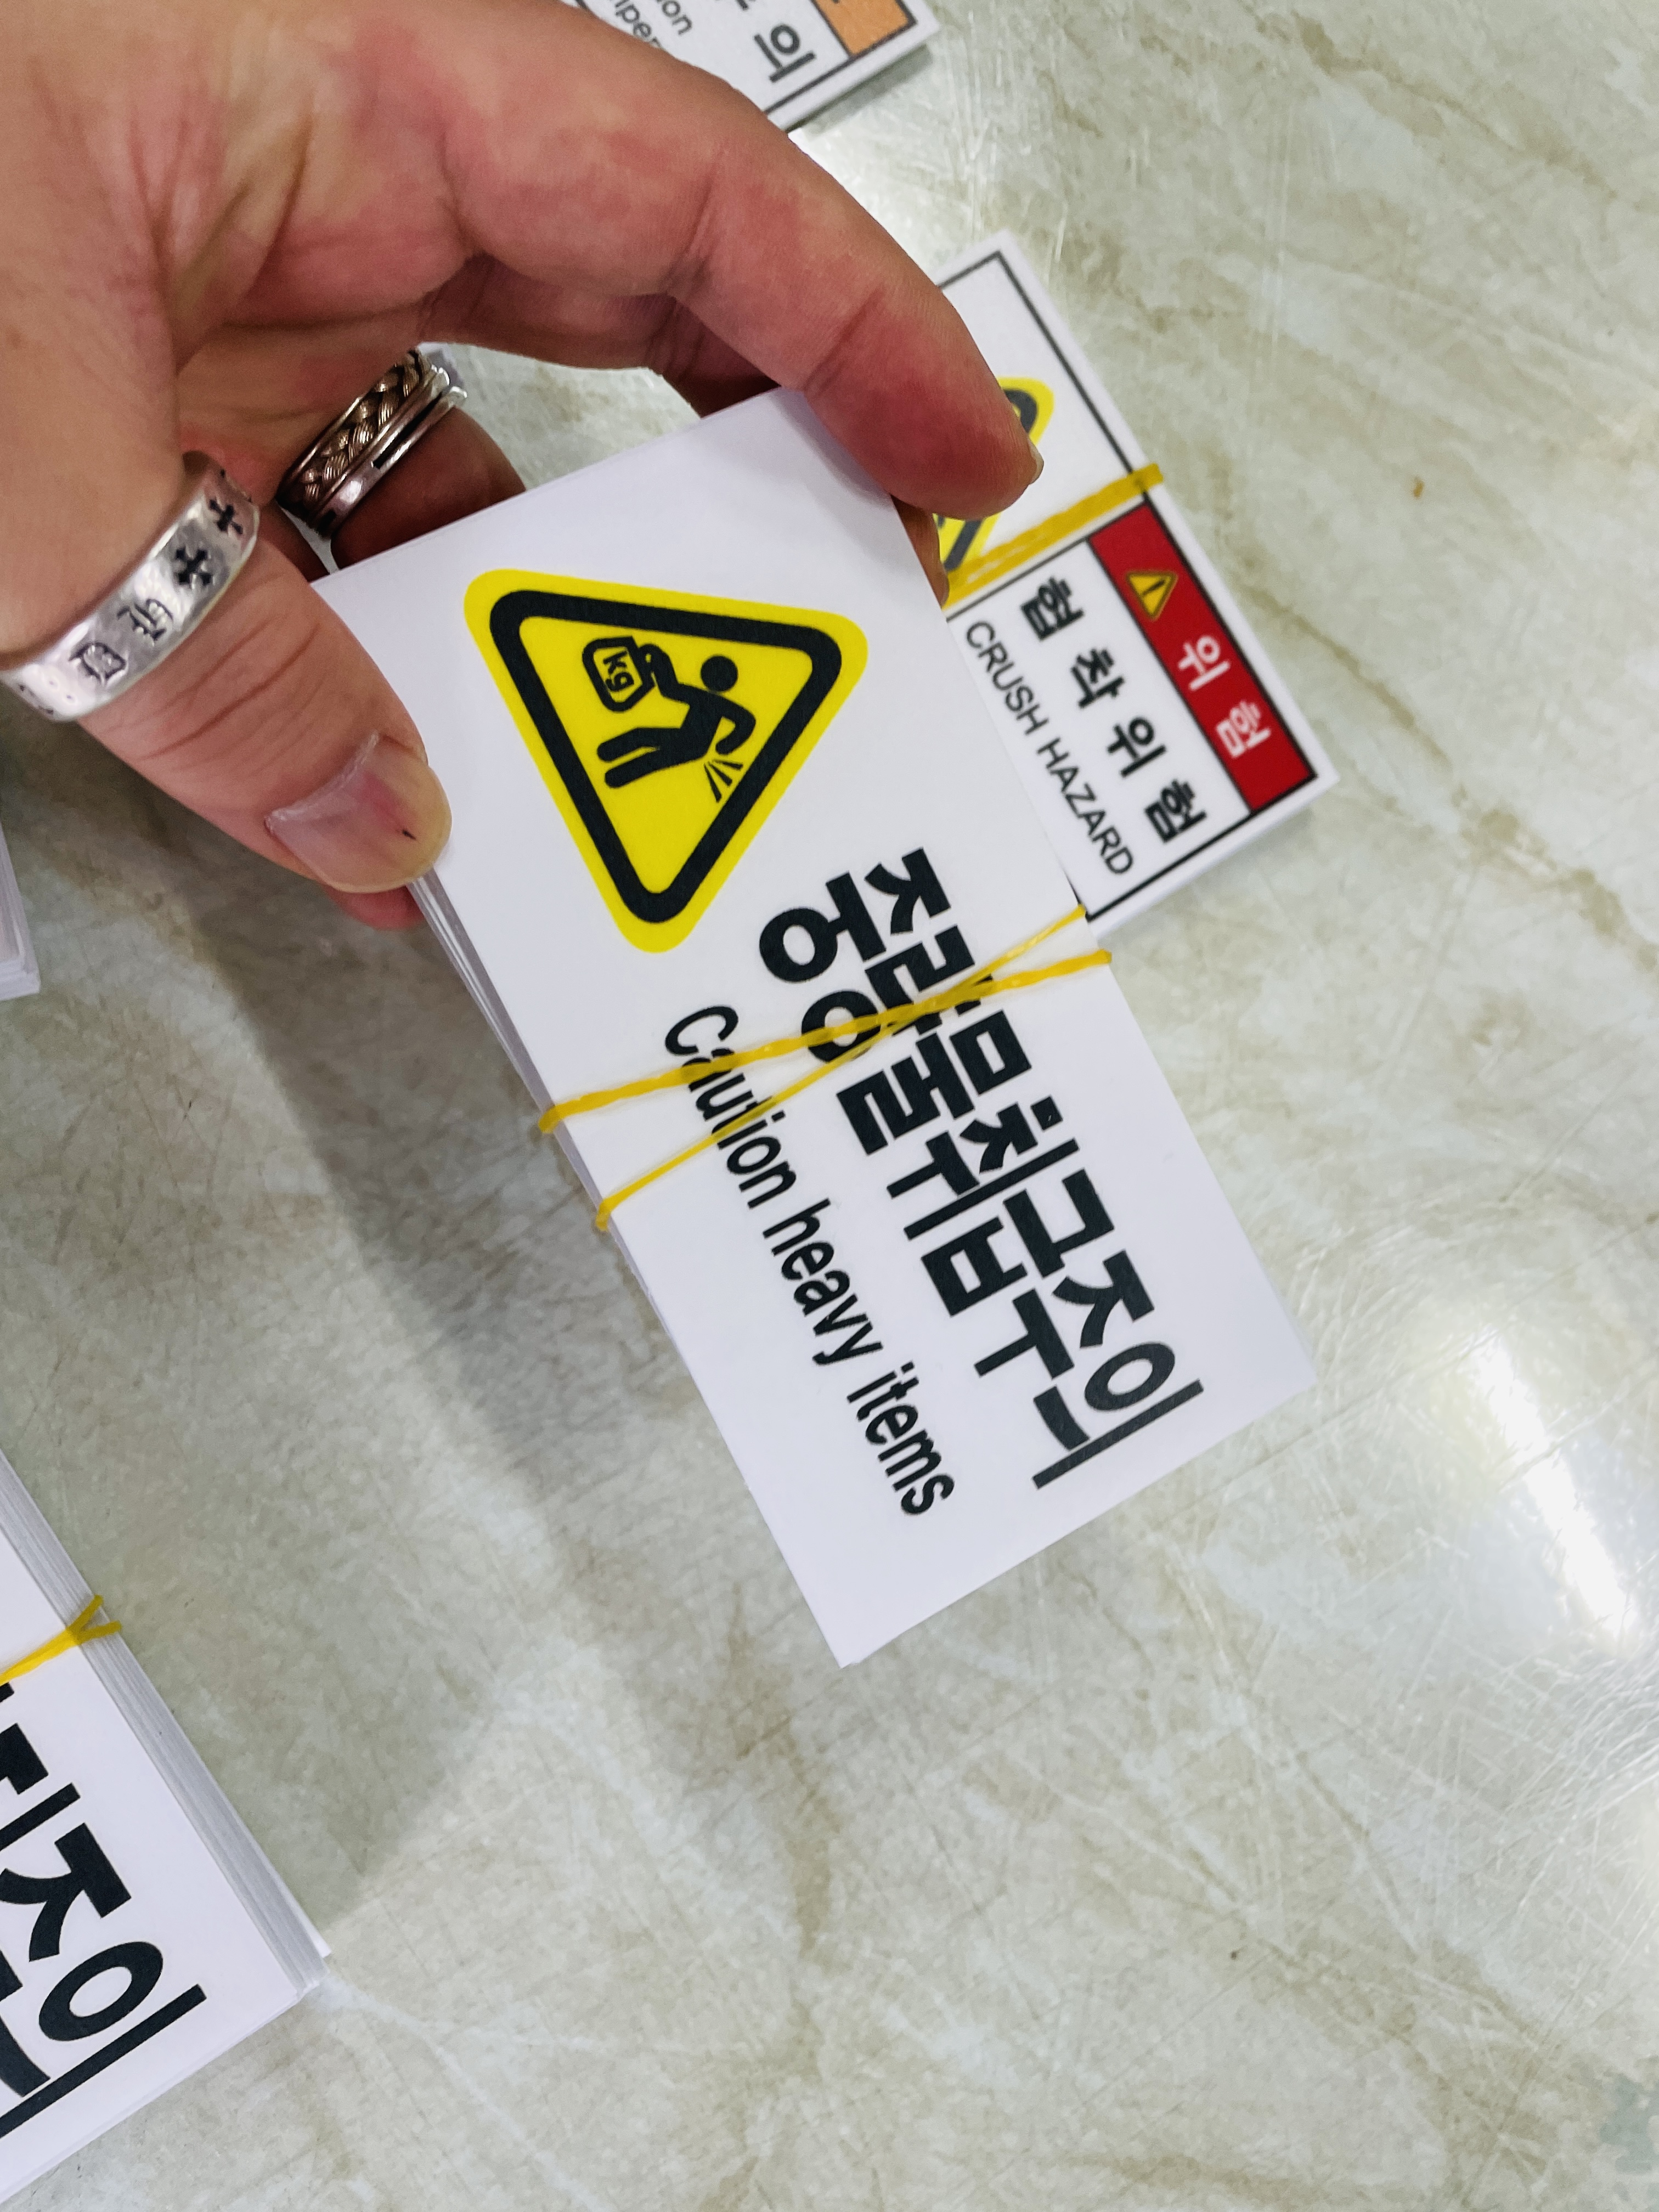 의
위 험
협 착 위 험
CRUSH HAZARD
kg
중량물취급주의
Caution heavy items
주의